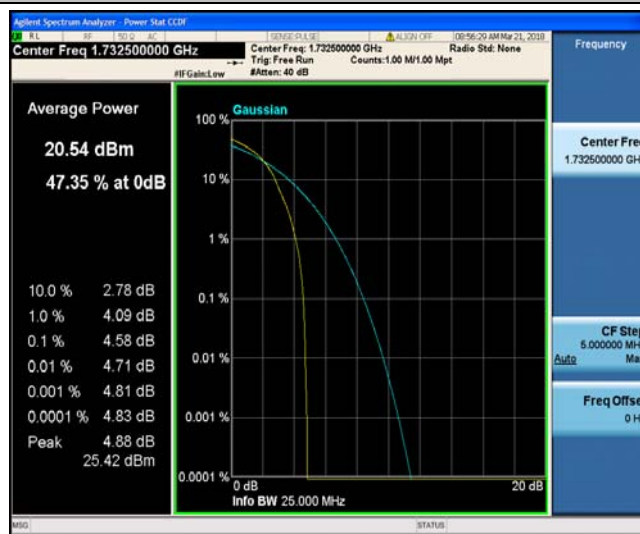 Agilent Spectrum Analyzer - Power Stat CCDF
RL RF 50 Ω AC SENSE:PULSE ALIGN OFF 08:56:29 AM Mar 21, 2018
Center Freq 1.732500000 GHz
Center Freq: 1.732500000 GHz Radio Std: None
Trig: Free Run Counts:1.00 M/1.00 Mpt
#IFGain:Low #Atten: 40 dB
Frequency
Average Power
20.54 dBm
47.35 % at 0dB
10.0 % 2.78 dB
1.0 % 4.09 dB
0.1 % 4.58 dB
0.01 % 4.71 dB
0.001 % 4.81 dB
0.0001 % 4.83 dB
Peak 4.88 dB
25.42 dBm
Gaussian
100 %
10 %
1 %
0.1 %
0.01 %
0.001 %
0.0001 %
0 dB 20 dB
Info BW 25.000 MHz
Center Fre
1.732500000 GH
CF Step
5.000000 MH
Auto Ma
Freq Offse
0 H
MSG STATUS